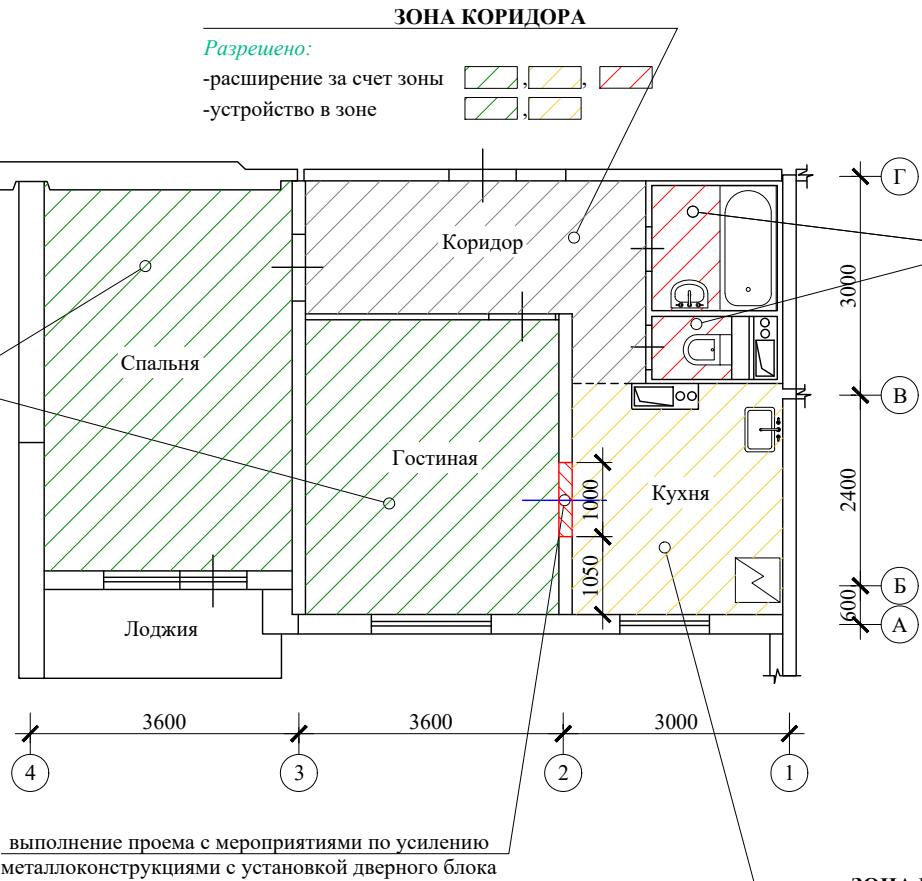 ЗОНА КОРИДОРА
Разрешено:
-расширение за счет зоны , ,
-устройство в зоне ,
Г
Коридор
3000
Спальня
В
Гостиная
Кухня
1000
2400
1050
Б
600
А
Лоджия
3600 3600 3000
4 3 2 1
выполнение проема с мероприятиями по усилению
металлоконструкциями с установкой дверного блока